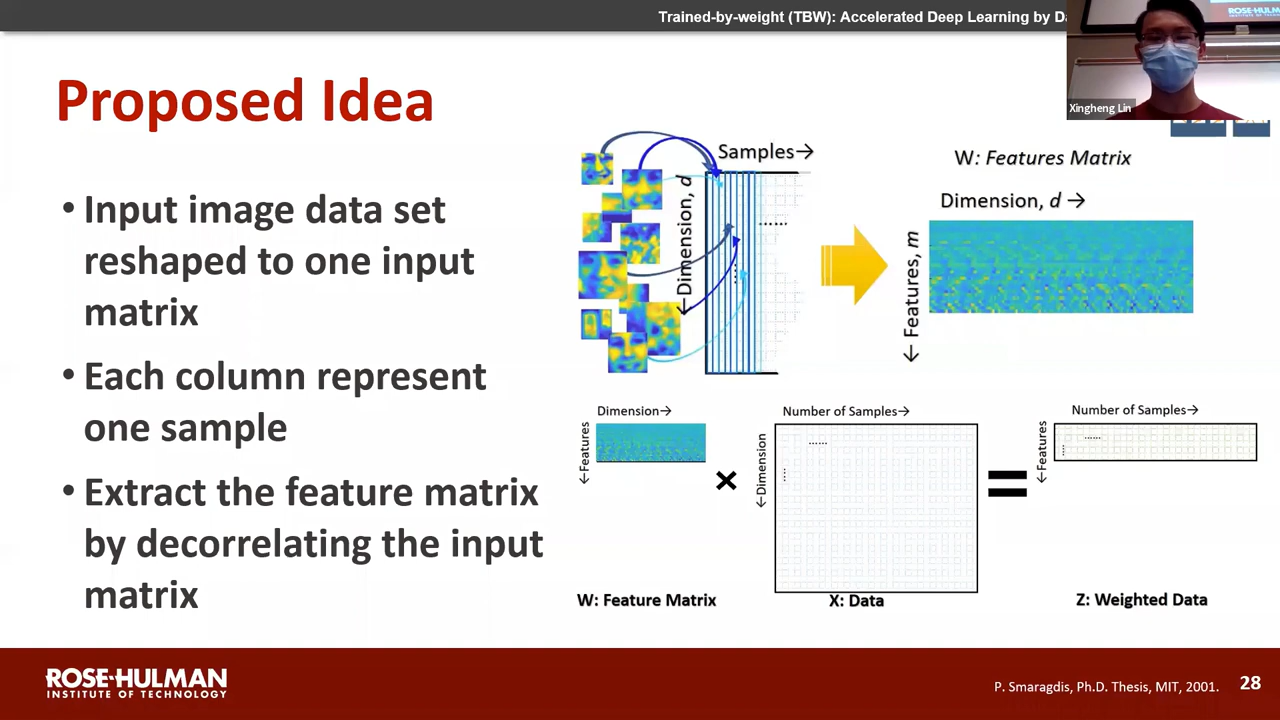 Trained-by-weight (TBW): Accelerated Deep Learning by
Xingheng Lin
Proposed Idea
• Input image data set
reshaped to one input
matrix
• Each column represent
one sample
• Extract the feature matrix
by decorrelating the input
matrix
Samples→
←Dimension, d
......
......
W: Features Matrix
Dimension, d →
← Features, m
Dimension→
←Features
W: Feature Matrix
×
Number of Samples→
←Dimension
......
....
X: Data
=
Number of Samples→
←Features
......
....
Z: Weighted Data
ROSE-HULMAN
INSTITUTE OF TECHNOLOGY
P. Smaragdis, Ph.D. Thesis, MIT, 2001.
28